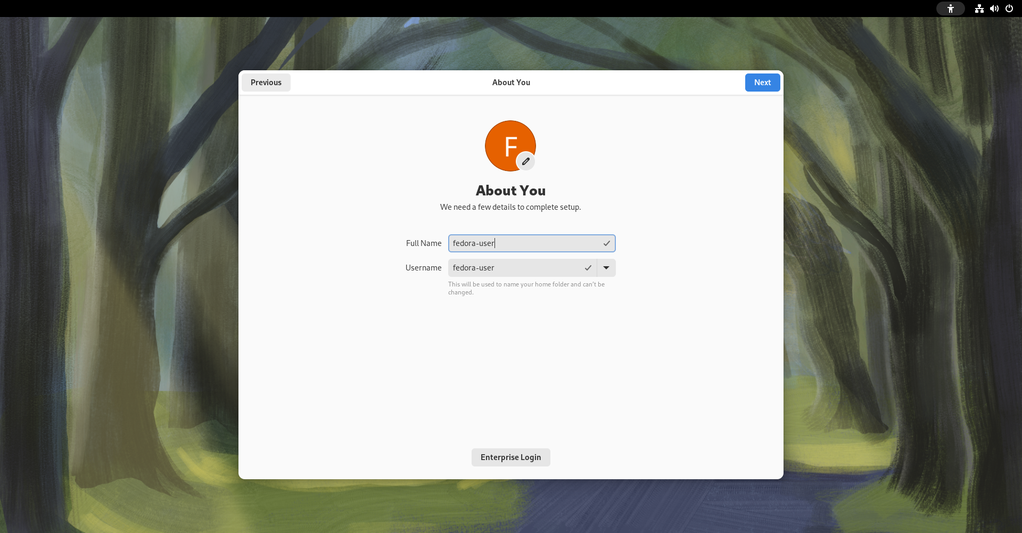 Previous
About You
Next
F
About You
We need a few details to complete setup.
Full Name
fedora-user
Username
fedora-user
This will be used to name your home folder and can't be
changed.
Enterprise Login